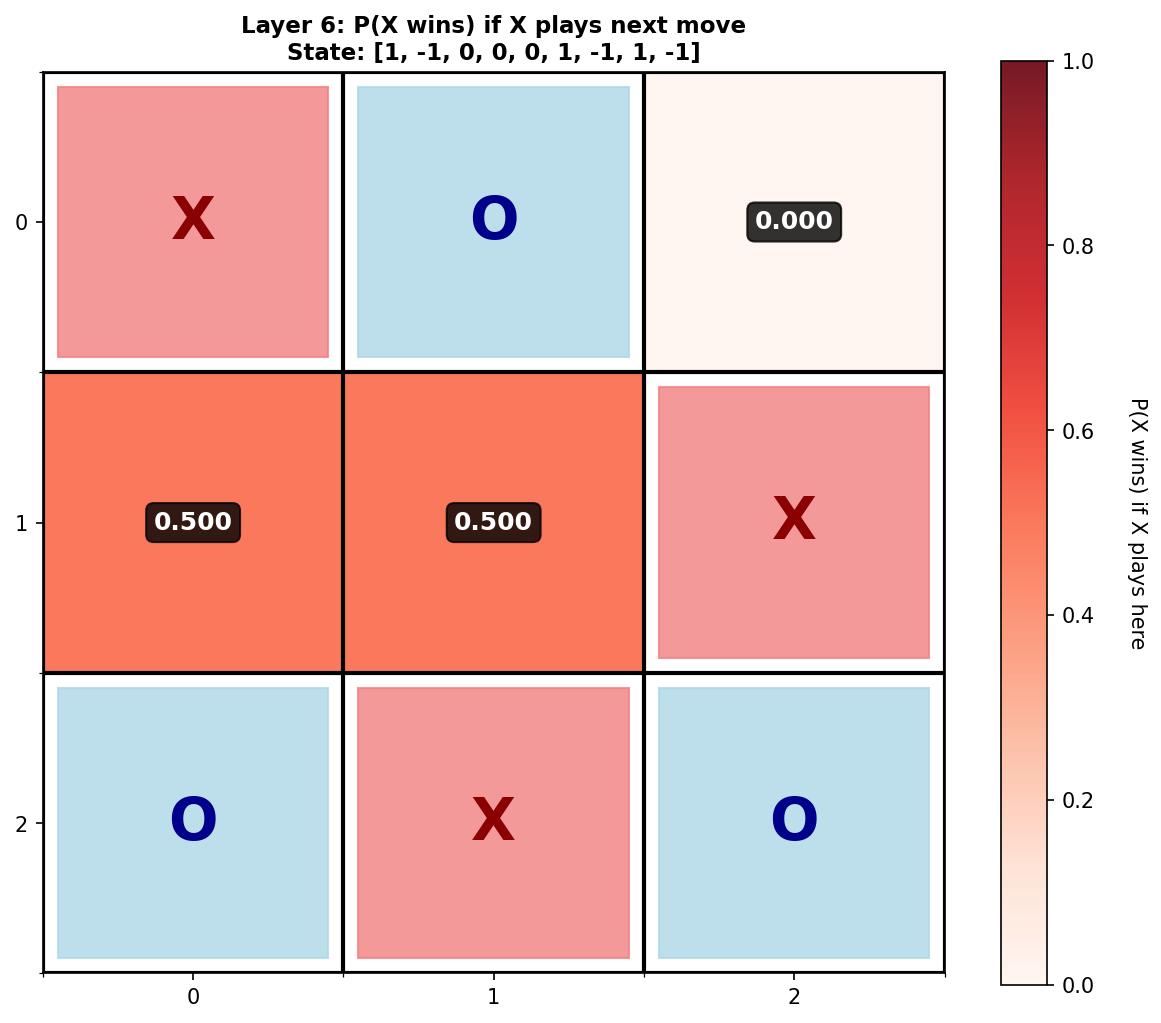 Layer 6: P(X wins) if X plays next move
State: [1, -1, 0, 0, 0, 1, -1, 1, -1]
0
X
O
0.000
1
0.500
0.500
X
2
O
X
O
0
1
2
1.0
0.8
0.6
0.4
0.2
0.0
P(X wins) if X plays here